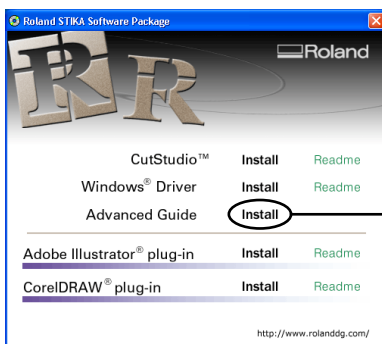 Roland STIKA Software Package
Roland
R R
CutStudio™ Install Readme
Windows® Driver Install Readme
Advanced Guide Install
Adobe Illustrator® plug-in Install Readme
CorelDRAW® plug-in Install Readme
http://www.rolanddg.com/